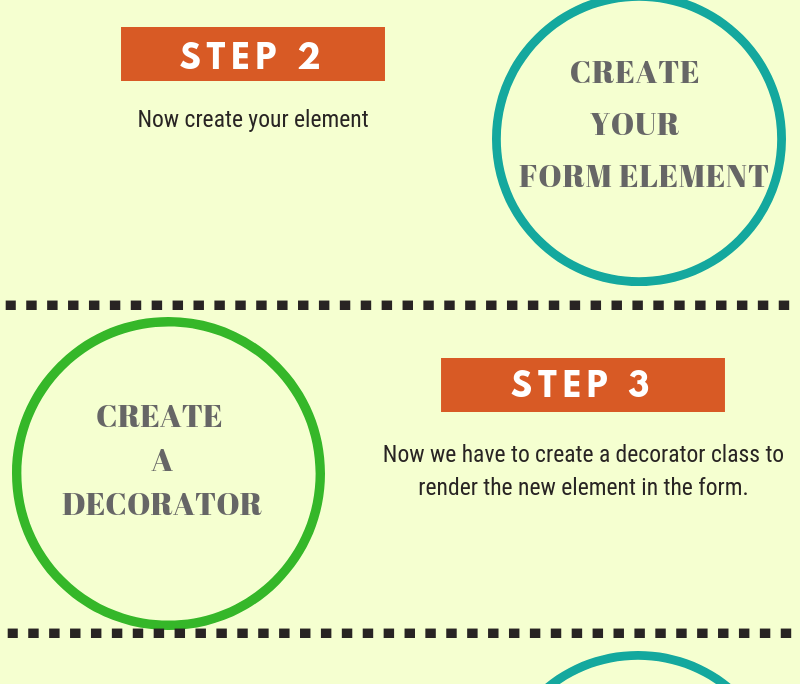 STEP 2
Now create your element
CREATE
YOUR
FORM ELEMENT
CREATE
A
DECORATOR
STEP 3
Now we have to create a decorator class to
render the new element in the form.